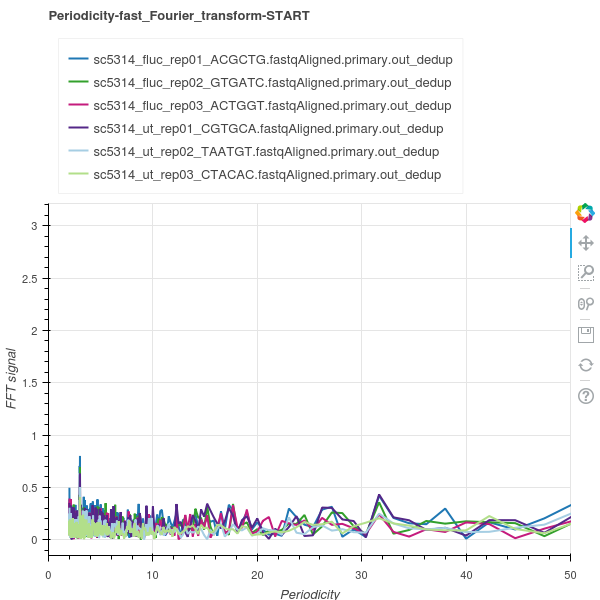 Periodicity-fast_Fourier_transform-START
sc5314_fluc_rep01_ACGCTG.fastqAligned.primary.out_dedup
sc5314_fluc_rep02_GTGATC.fastqAligned.primary.out_dedup
sc5314_fluc_rep03_ACTGGT.fastqAligned.primary.out_dedup
sc5314_ut_rep01_CGTGCA.fastqAligned.primary.out_dedup
sc5314_ut_rep02_TAATGT.fastqAligned.primary.out_dedup
sc5314_ut_rep03_CTACAC.fastqAligned.primary.out_dedup
3
2.5
2
1.5
1
0.5
0
FFT signal
0 10 20 30 40 50
Periodicity